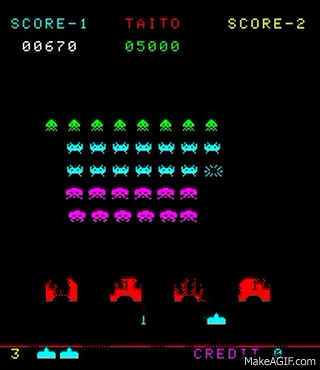 SCORE-1 TAITO SCORE-2
00670 05000
3 CREDIT 0
MakeAGIF.com